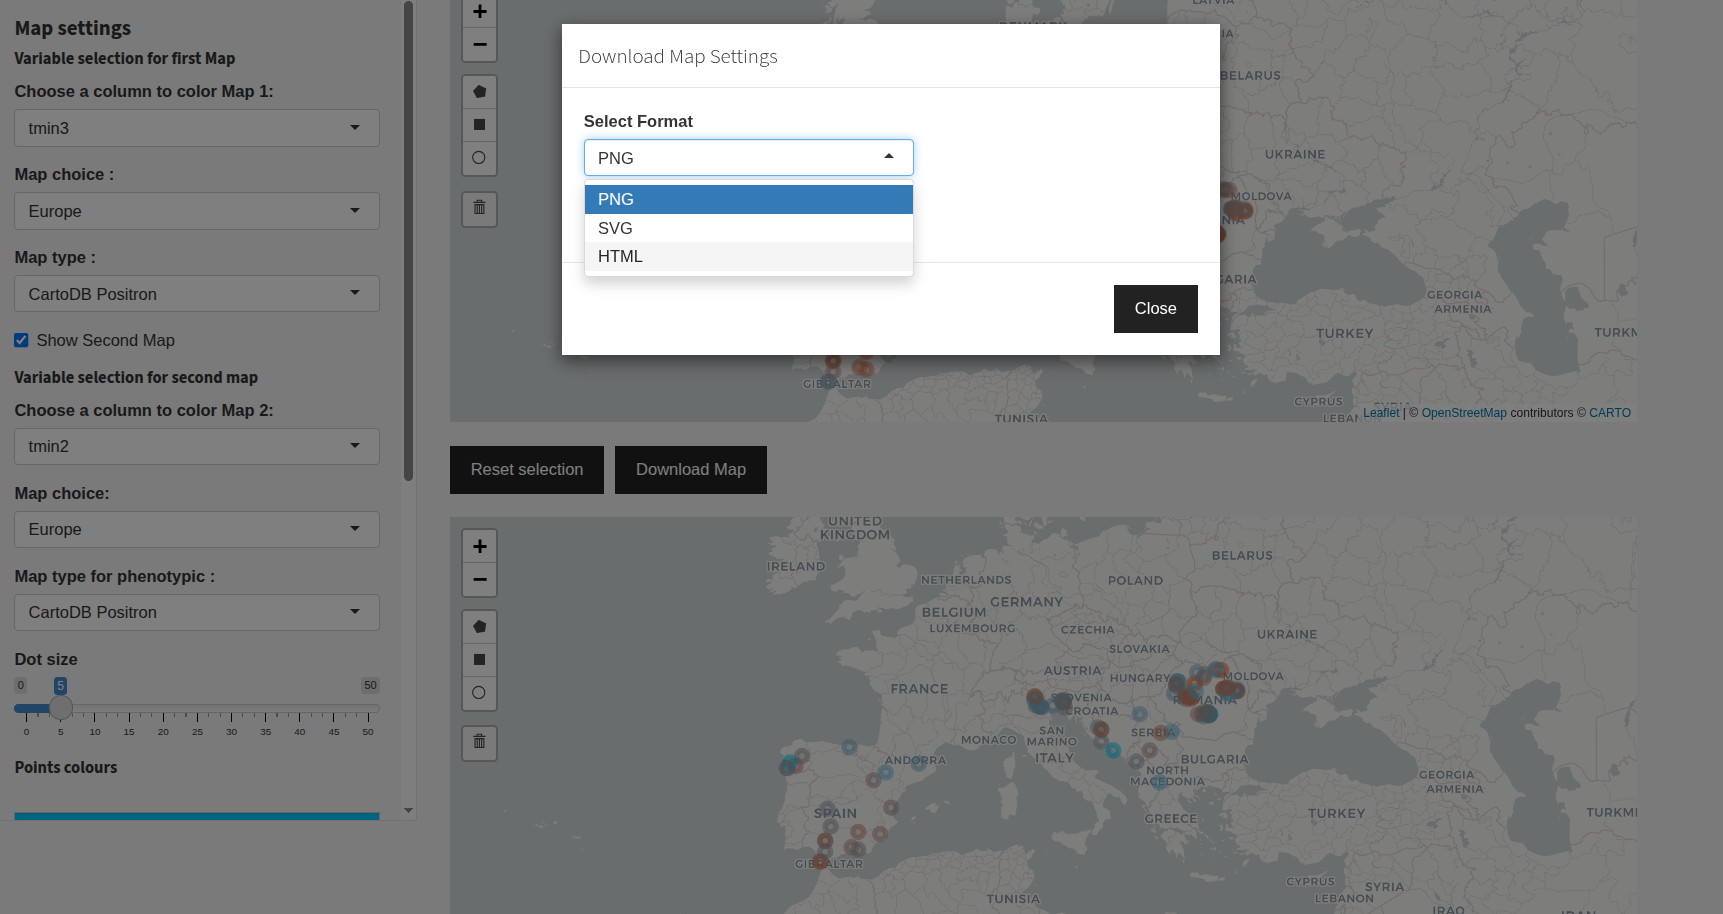 Map settings
Variable selection for first Map
Choose a column to color Map 1:
tmin3
Map choice :
Europe
Map type :
CartoDB Positron
Show Second Map
Variable selection for second map
Choose a column to color Map 2:
tmin2
Map choice:
Europe
Map type for phenotypic :
CartoDB Positron
Dot size
0 5 50
0 5 10 15 20 25 30 35 40 45 50
Points colours
Download Map Settings
Select Format
PNG
PNG
SVG
HTML
Close
+
−
LATVIA
BELARUS
UKRAINE
MOLDOVA
GEORGIA
ARMENIA
TURKEY
GIBRALTAR
CYPRUS
TUNISIA
Leaflet | © OpenStreetMap contributors © CARTO
Reset selection
Download Map
+
−
UNITED
KINGDOM
IRELAND
BELARUS
NETHERLANDS
POLAND
GERMANY
BELGIUM
LUXEMBOURG
CZECHIA
UKRAINE
SLOVAKIA
AUSTRIA
HUNGARY
MOLDOVA
FRANCE
SLOVENIA
CROATIA
ROMANIA
SAN
MARINO
MONACO
SERBIA
ITALY
ANDORRA
BULGARIA
NORTH
MACEDONIA
GEORGIA
ARMENIA
SPAIN
GREECE
TURKEY
GIBRALTAR
CYPRUS
SYRIA
LEBANON
TUNISIA
IRAQ
IRAN